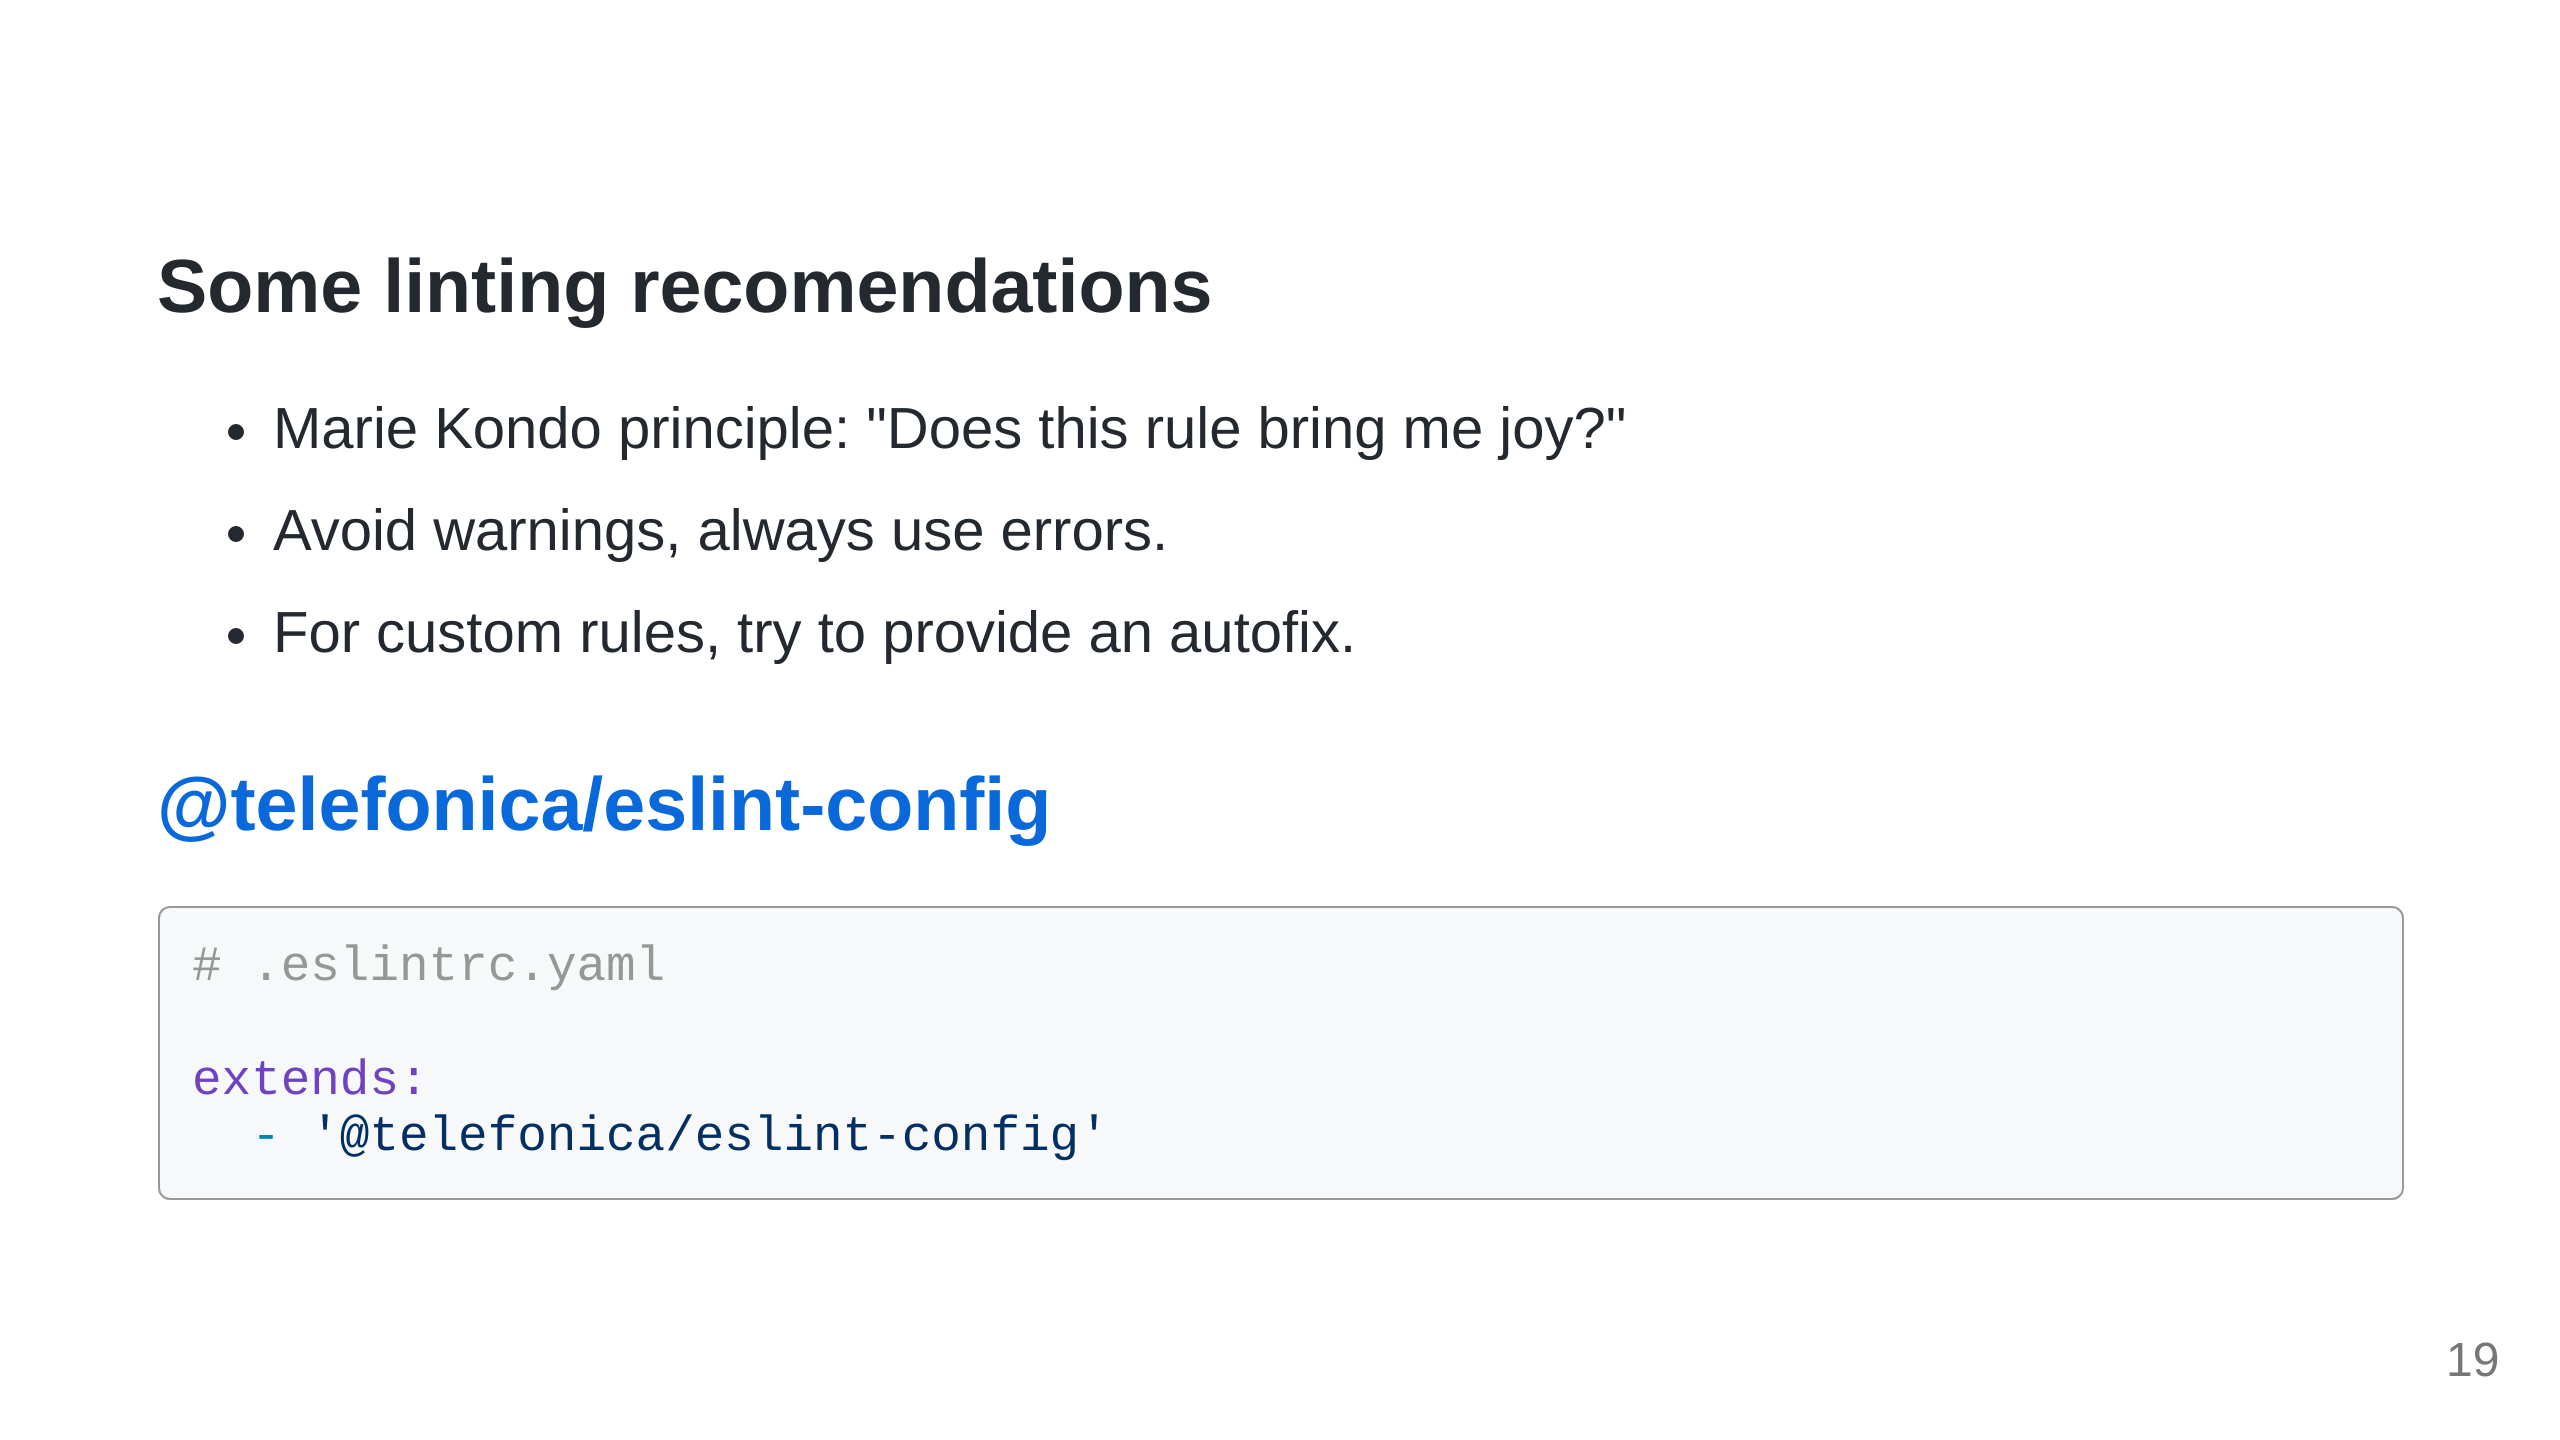 Some linting recomendations
• Marie Kondo principle: "Does this rule bring me joy?"
• Avoid warnings, always use errors.
• For custom rules, try to provide an autofix.
@telefonica/eslint-config
# .eslintrc.yaml
extends:
  - '@telefonica/eslint-config'
19